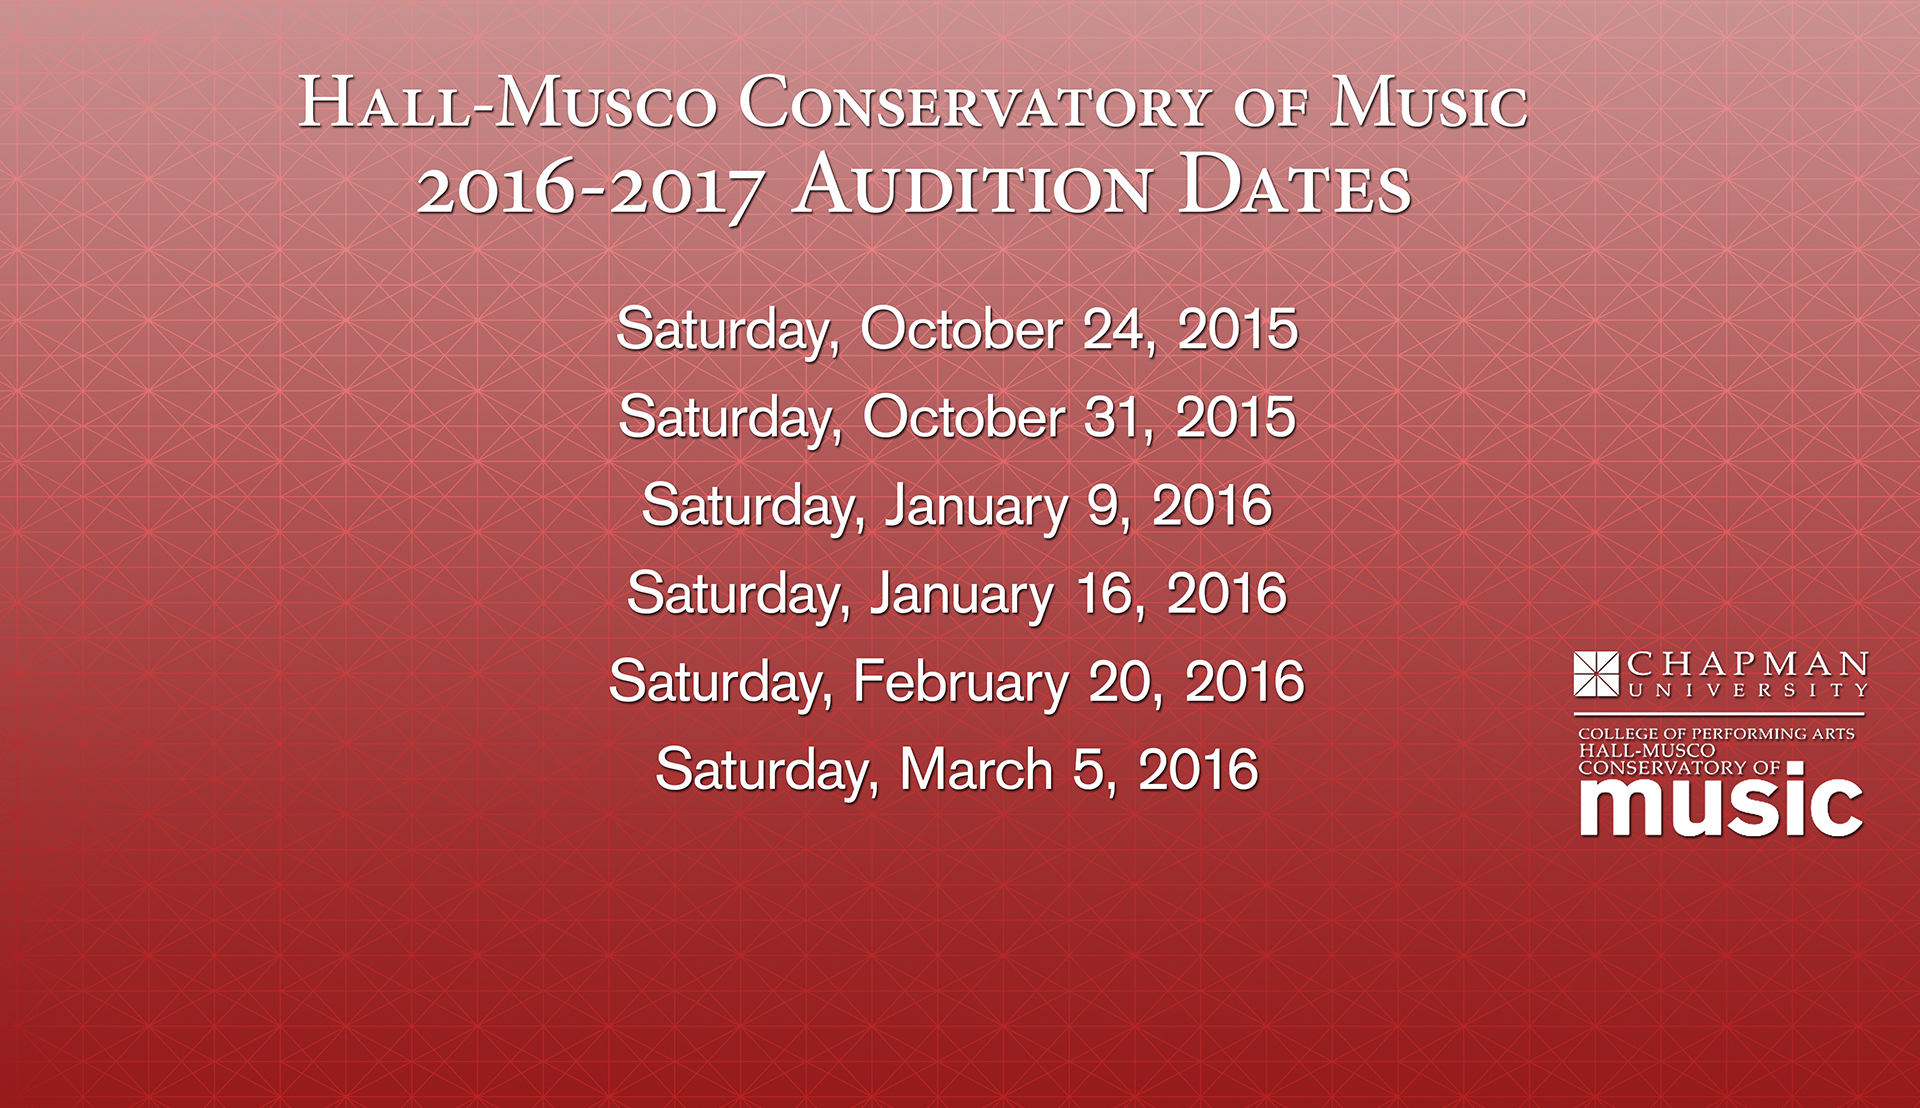 Hall-Musco Conservatory of Music
2016-2017 Audition Dates
Saturday, October 24, 2015
Saturday, October 31, 2015
Saturday, January 9, 2016
Saturday, January 16, 2016
Saturday, February 20, 2016
Saturday, March 5, 2016
CHAPMAN
UNIVERSITY
COLLEGE OF PERFORMING ARTS
HALL-MUSCO
CONSERVATORY OF
music